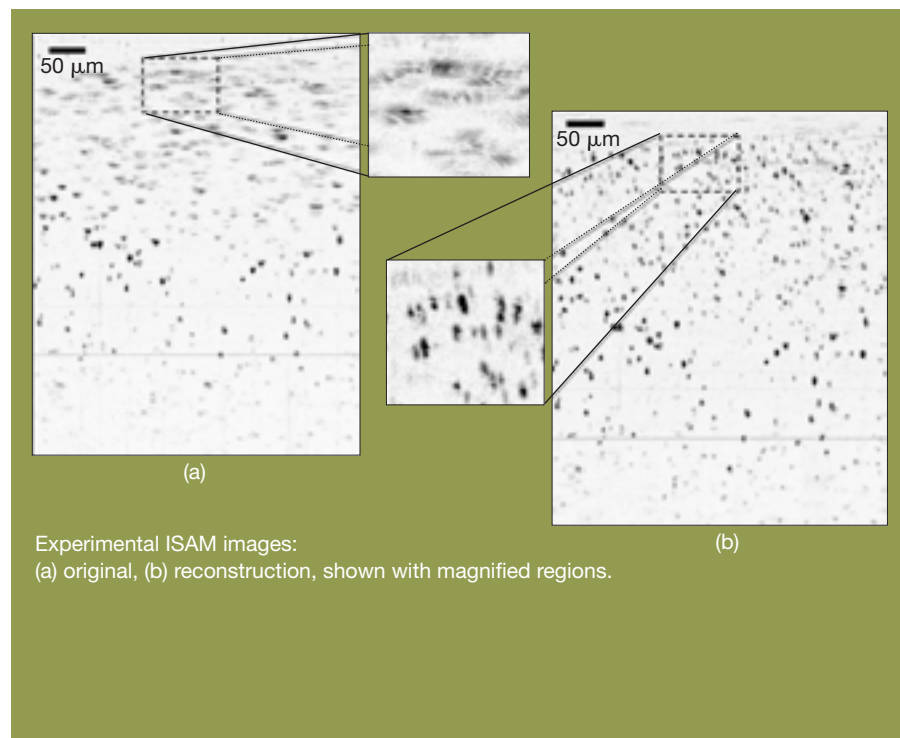 50 μm
50 μm
(a)
(b)
Experimental ISAM images:
(a) original, (b) reconstruction, shown with magnified regions.